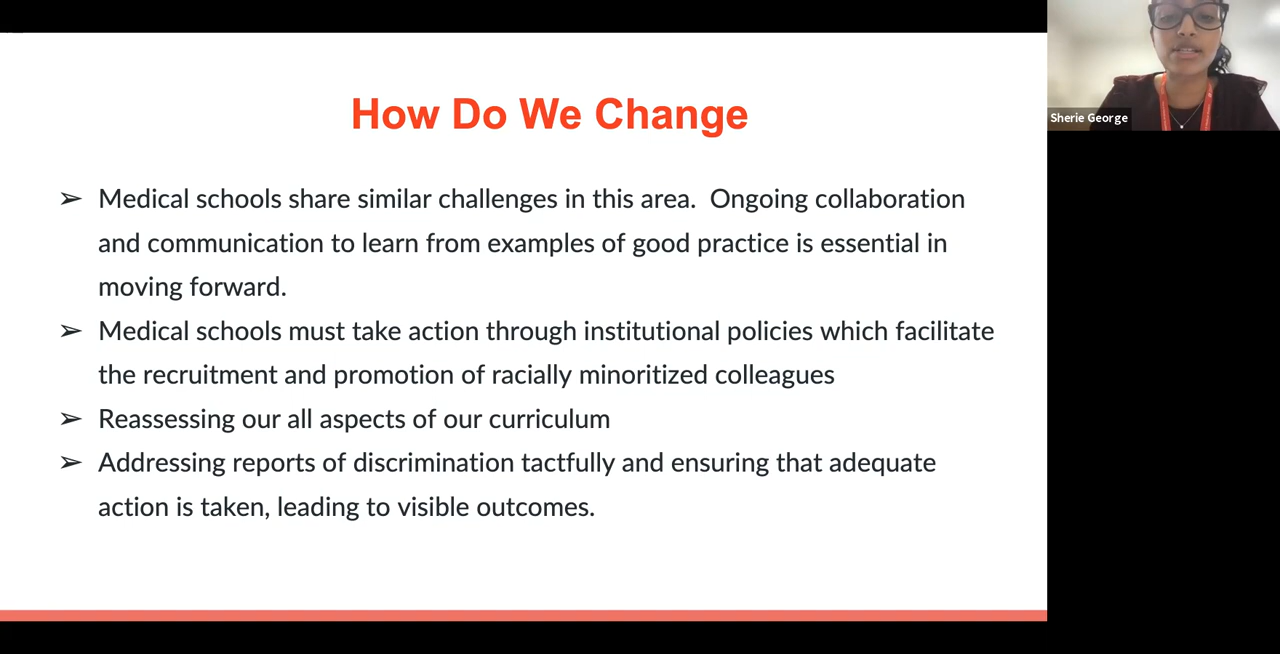 How Do We Change
➢ Medical schools share similar challenges in this area.  Ongoing collaboration
and communication to learn from examples of good practice is essential in
moving forward.
➢ Medical schools must take action through institutional policies which facilitate
the recruitment and promotion of racially minoritized colleagues
➢ Reassessing our all aspects of our curriculum
➢ Addressing reports of discrimination tactfully and ensuring that adequate
action is taken, leading to visible outcomes.
Sherie George